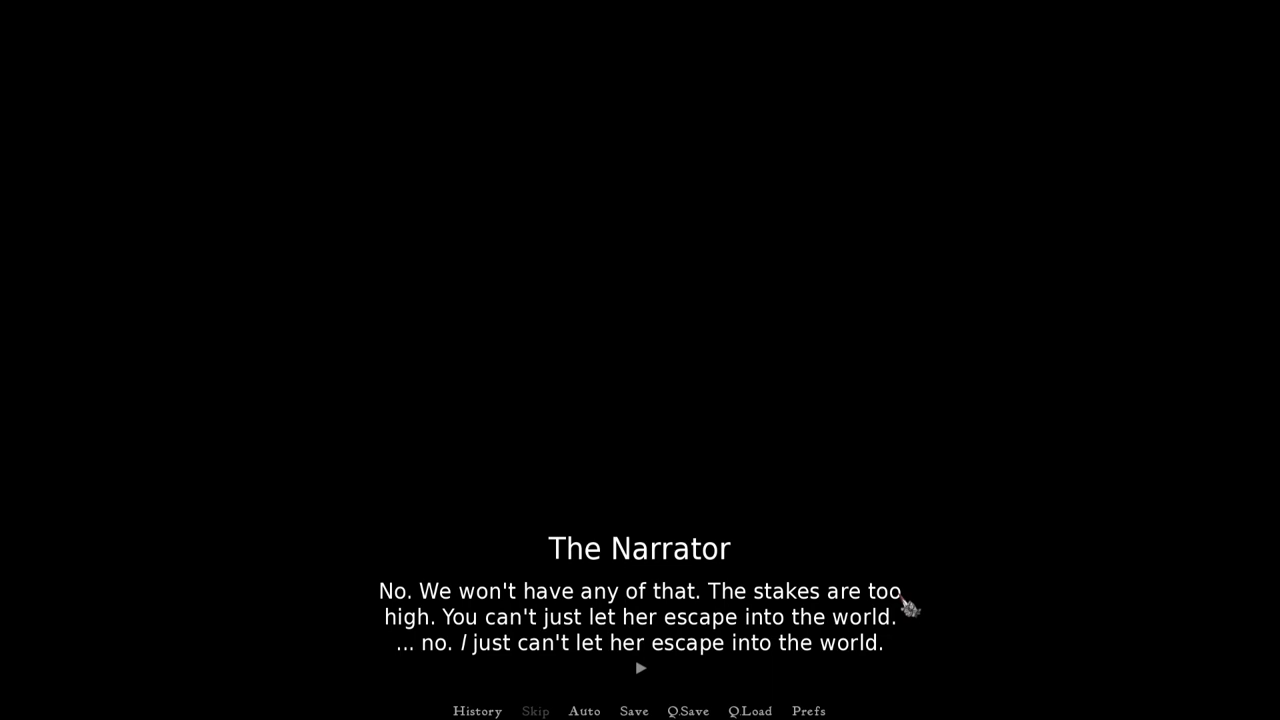 The Narrator
No. We won't have any of that. The stakes are too
high. You can't just let her escape into the world.
... no. I just can't let her escape into the world.
History Skip Auto Save Q.Save Q.Load Prefs